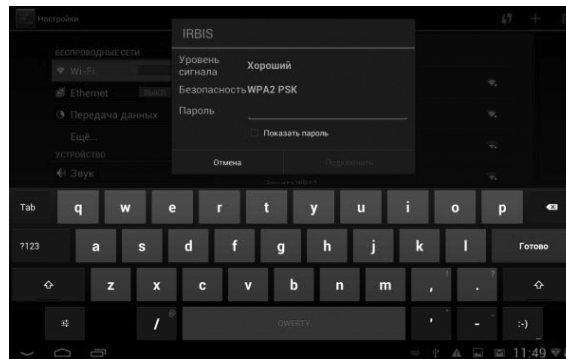 Настройки
IRBIS
БЕСПРОВОДНЫЕ СЕТИ
Уровень сигнала Хороший
Wi-Fi
Безопасность WPA2 PSK
Ethernet ВЫКЛ
Пароль
Передача данных
Показать пароль
Ещё...
УСТРОЙСТВО
Отмена Подключить
Звук
Tab q w e r t y u i o p
?123 a s d f g h j k l Готово
z x c v b n m , ! . ?
/ @ QWERTY ' - :-)
11:49